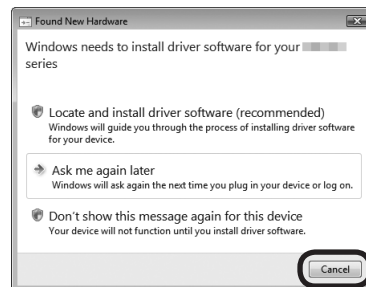 Found New Hardware
Windows needs to install driver software for your
series
Locate and install driver software (recommended)
Windows will guide you through the process of installing driver software
for your device.
Ask me again later
Windows will ask again the next time you plug in your device or log on.
Don't show this message again for this device
Your device will not function until you install driver software.
Cancel